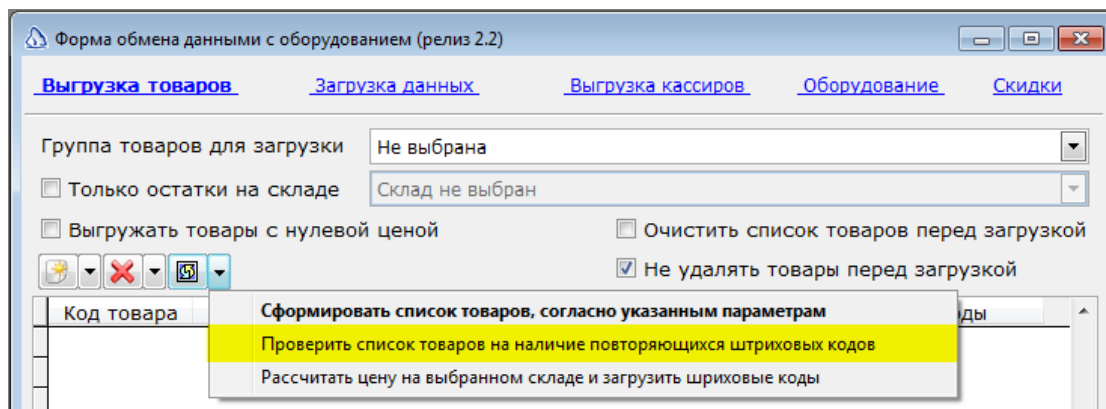 Форма обмена данными с оборудованием (релиз 2.2)
Выгрузка товаров Загрузка данных Выгрузка кассиров Оборудование Скидки
Группа товаров для загрузки Не выбрана
Только остатки на складе Склад не выбран
Выгружать товары с нулевой ценой Очистить список товаров перед загрузкой
Не удалять товары перед загрузкой
Код товара ды
Сформировать список товаров, согласно указанным параметрам
Проверить список товаров на наличие повторяющихся штриховых кодов
Рассчитать цену на выбранном складе и загрузить шриховые коды